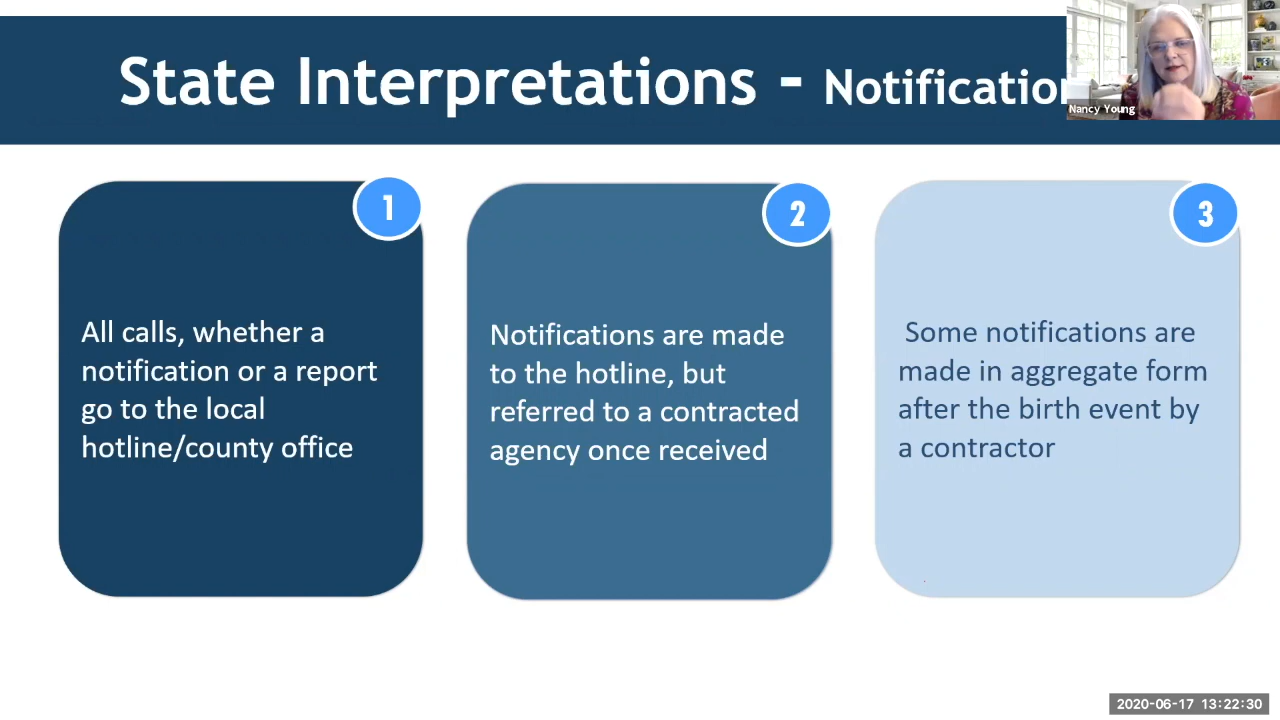 State Interpretations - Notification
Nancy Young
1
All calls, whether a
notification or a report
go to the local
hotline/county office
2
Notifications are made
to the hotline, but
referred to a contracted
agency once received
3
Some notifications are
made in aggregate form
after the birth event by
a contractor
2020-06-17 13:22:30